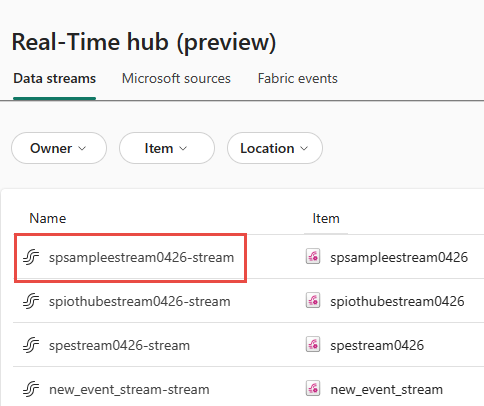 Real-Time hub (preview)
Data streams Microsoft sources Fabric events
Owner Item Location
Name Item
spsampleestream0426-stream spsampleestream0426
spiothubestream0426-stream spiothubestream0426
spestream0426-stream spestream0426
new_event_stream-stream new_event_stream